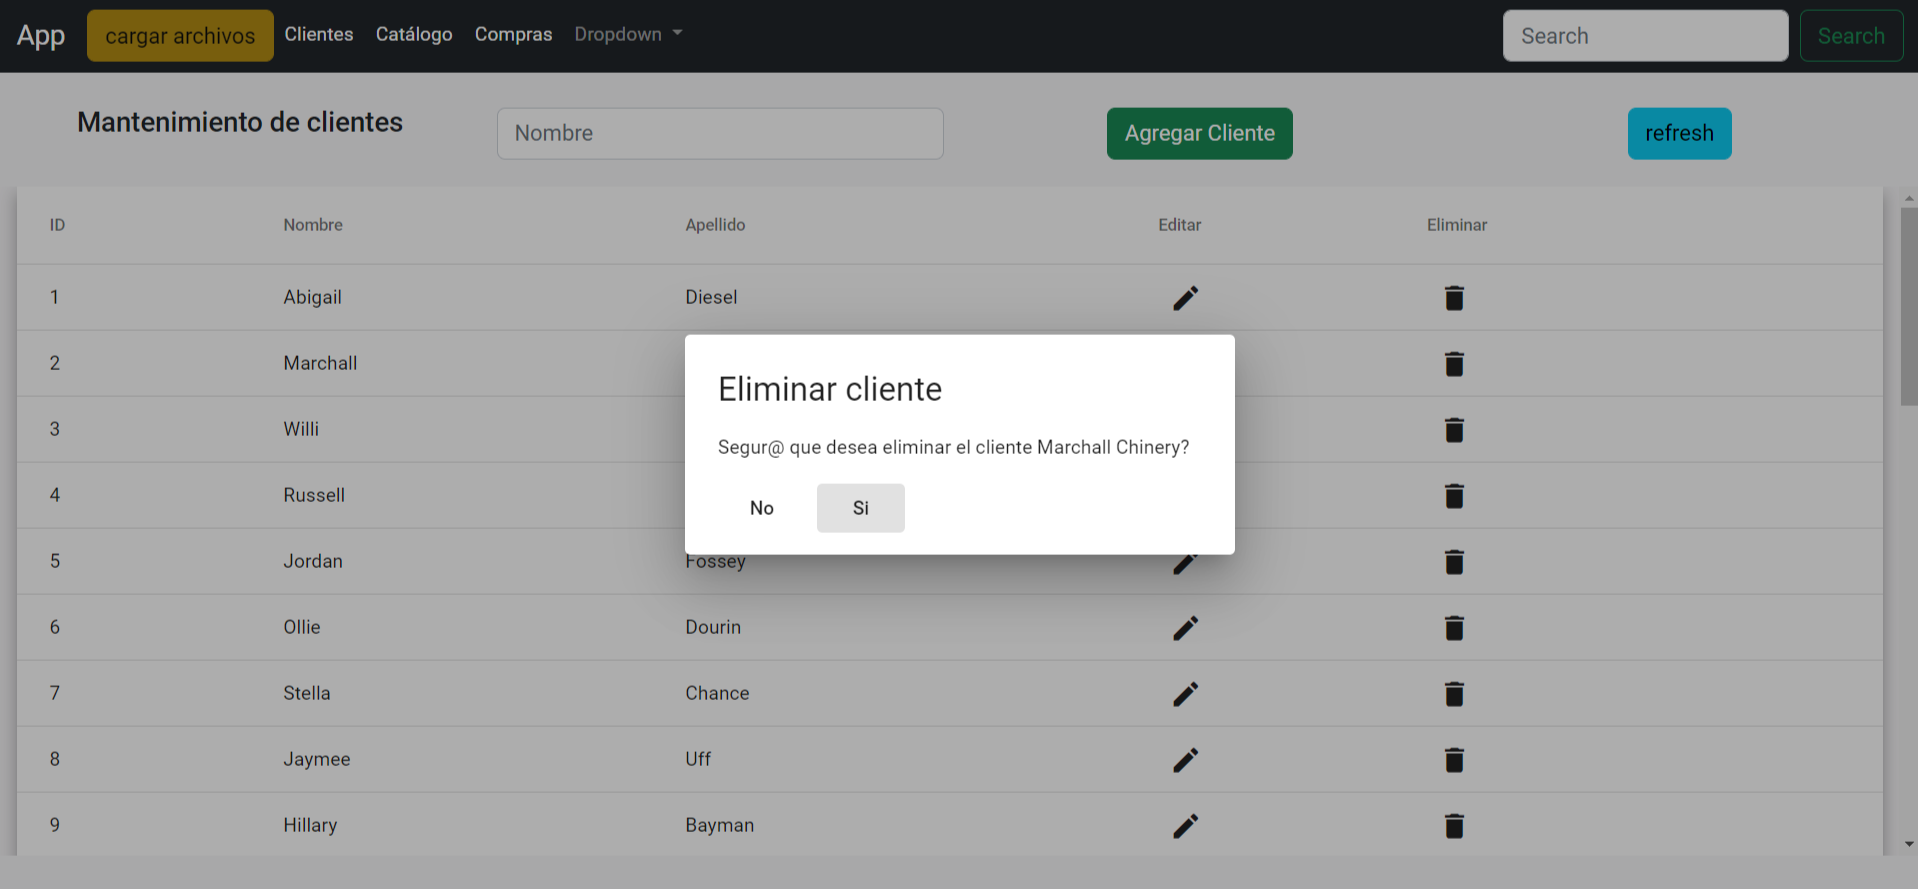 App cargar archivos Clientes Catálogo Compras Dropdown Search Search
Mantenimiento de clientes Nombre Agregar Cliente refresh
ID Nombre Apellido Editar Eliminar
1 Abigail Diesel
2 Marchall
3 Willi
4 Russell
5 Jordan Fossey
6 Ollie Dourin
7 Stella Chance
8 Jaymee Uff
9 Hillary Bayman
Eliminar cliente
Segur@ que desea eliminar el cliente Marchall Chinery?
No Si